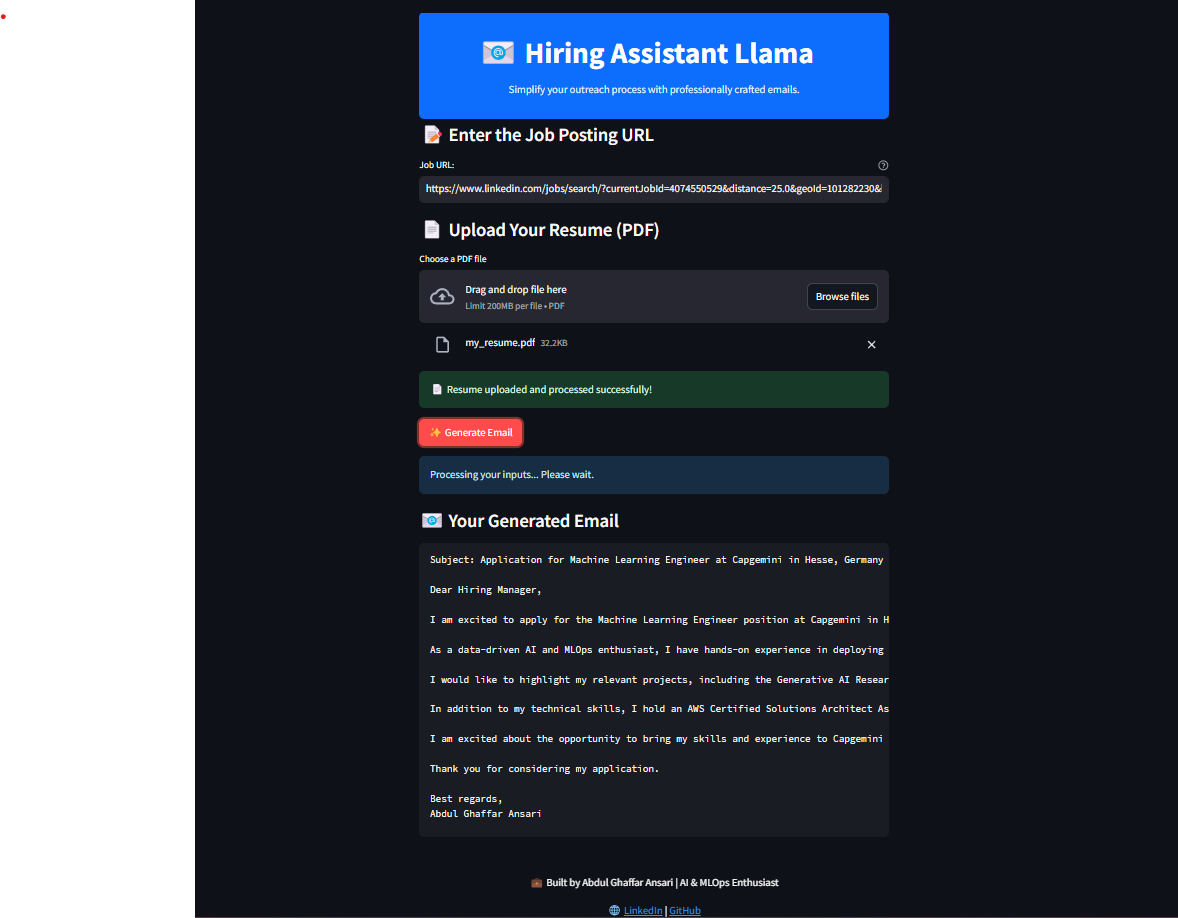 Hiring Assistant Llama
Simplify your outreach process with professionally crafted emails.
Enter the Job Posting URL
Job URL:
https://www.linkedin.com/jobs/search/?currentJobId=4074550529&distance=25.0&geoId=101282230&
Upload Your Resume (PDF)
Choose a PDF file
Drag and drop file here
Limit 200MB per file • PDF
Browse files
my_resume.pdf 32.2KB
Resume uploaded and processed successfully!
Generate Email
Processing your inputs... Please wait.
Your Generated Email
Subject: Application for Machine Learning Engineer at Capgemini in Hesse, Germany
Dear Hiring Manager,
I am excited to apply for the Machine Learning Engineer position at Capgemini in H
As a data-driven AI and MLOps enthusiast, I have hands-on experience in deploying
I would like to highlight my relevant projects, including the Generative AI Resear
In addition to my technical skills, I hold an AWS Certified Solutions Architect As
I am excited about the opportunity to bring my skills and experience to Capgemini
Thank you for considering my application.
Best regards,
Abdul Ghaffar Ansari
Built by Abdul Ghaffar Ansari | AI & MLOps Enthusiast
LinkedIn | GitHub